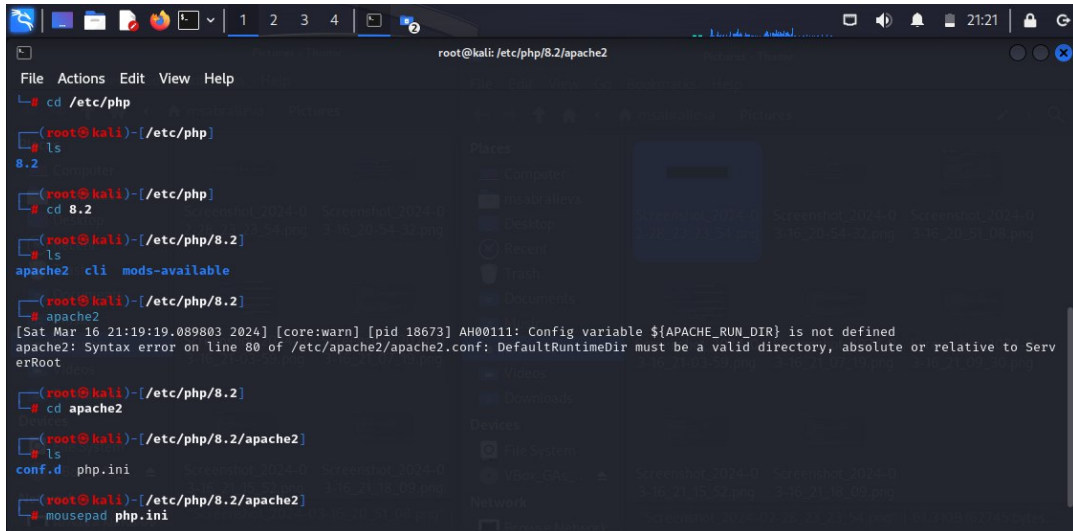 1 2 3 4 2 21:21
root@kali: /etc/php/8.2/apache2
File Actions Edit View Help
└─# cd /etc/php
┌──(root㉿kali)-[/etc/php]
└─# ls
8.2
┌──(root㉿kali)-[/etc/php]
└─# cd 8.2
┌──(root㉿kali)-[/etc/php/8.2]
└─# ls
apache2 cli mods-available
┌──(root㉿kali)-[/etc/php/8.2]
└─# apache2
[Sat Mar 16 21:19:19.089803 2024] [core:warn] [pid 18673] AH00111: Config variable ${APACHE_RUN_DIR} is not defined
apache2: Syntax error on line 80 of /etc/apache2/apache2.conf: DefaultRuntimeDir must be a valid directory, absolute or relative to Serv
erRoot
┌──(root㉿kali)-[/etc/php/8.2]
└─# cd apache2
┌──(root㉿kali)-[/etc/php/8.2/apache2]
└─# ls
conf.d php.ini
┌──(root㉿kali)-[/etc/php/8.2/apache2]
└─# mousepad php.ini